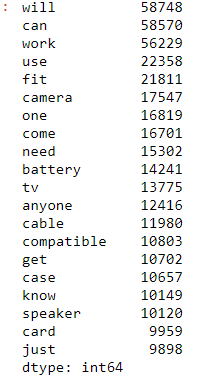 : will 58748
can 58570
work 56229
use 22358
fit 21811
camera 17547
one 16819
come 16701
need 15302
battery 14241
tv 13775
anyone 12416
cable 11980
compatible 10803
get 10702
case 10657
know 10149
speaker 10120
card 9959
just 9898
dtype: int64